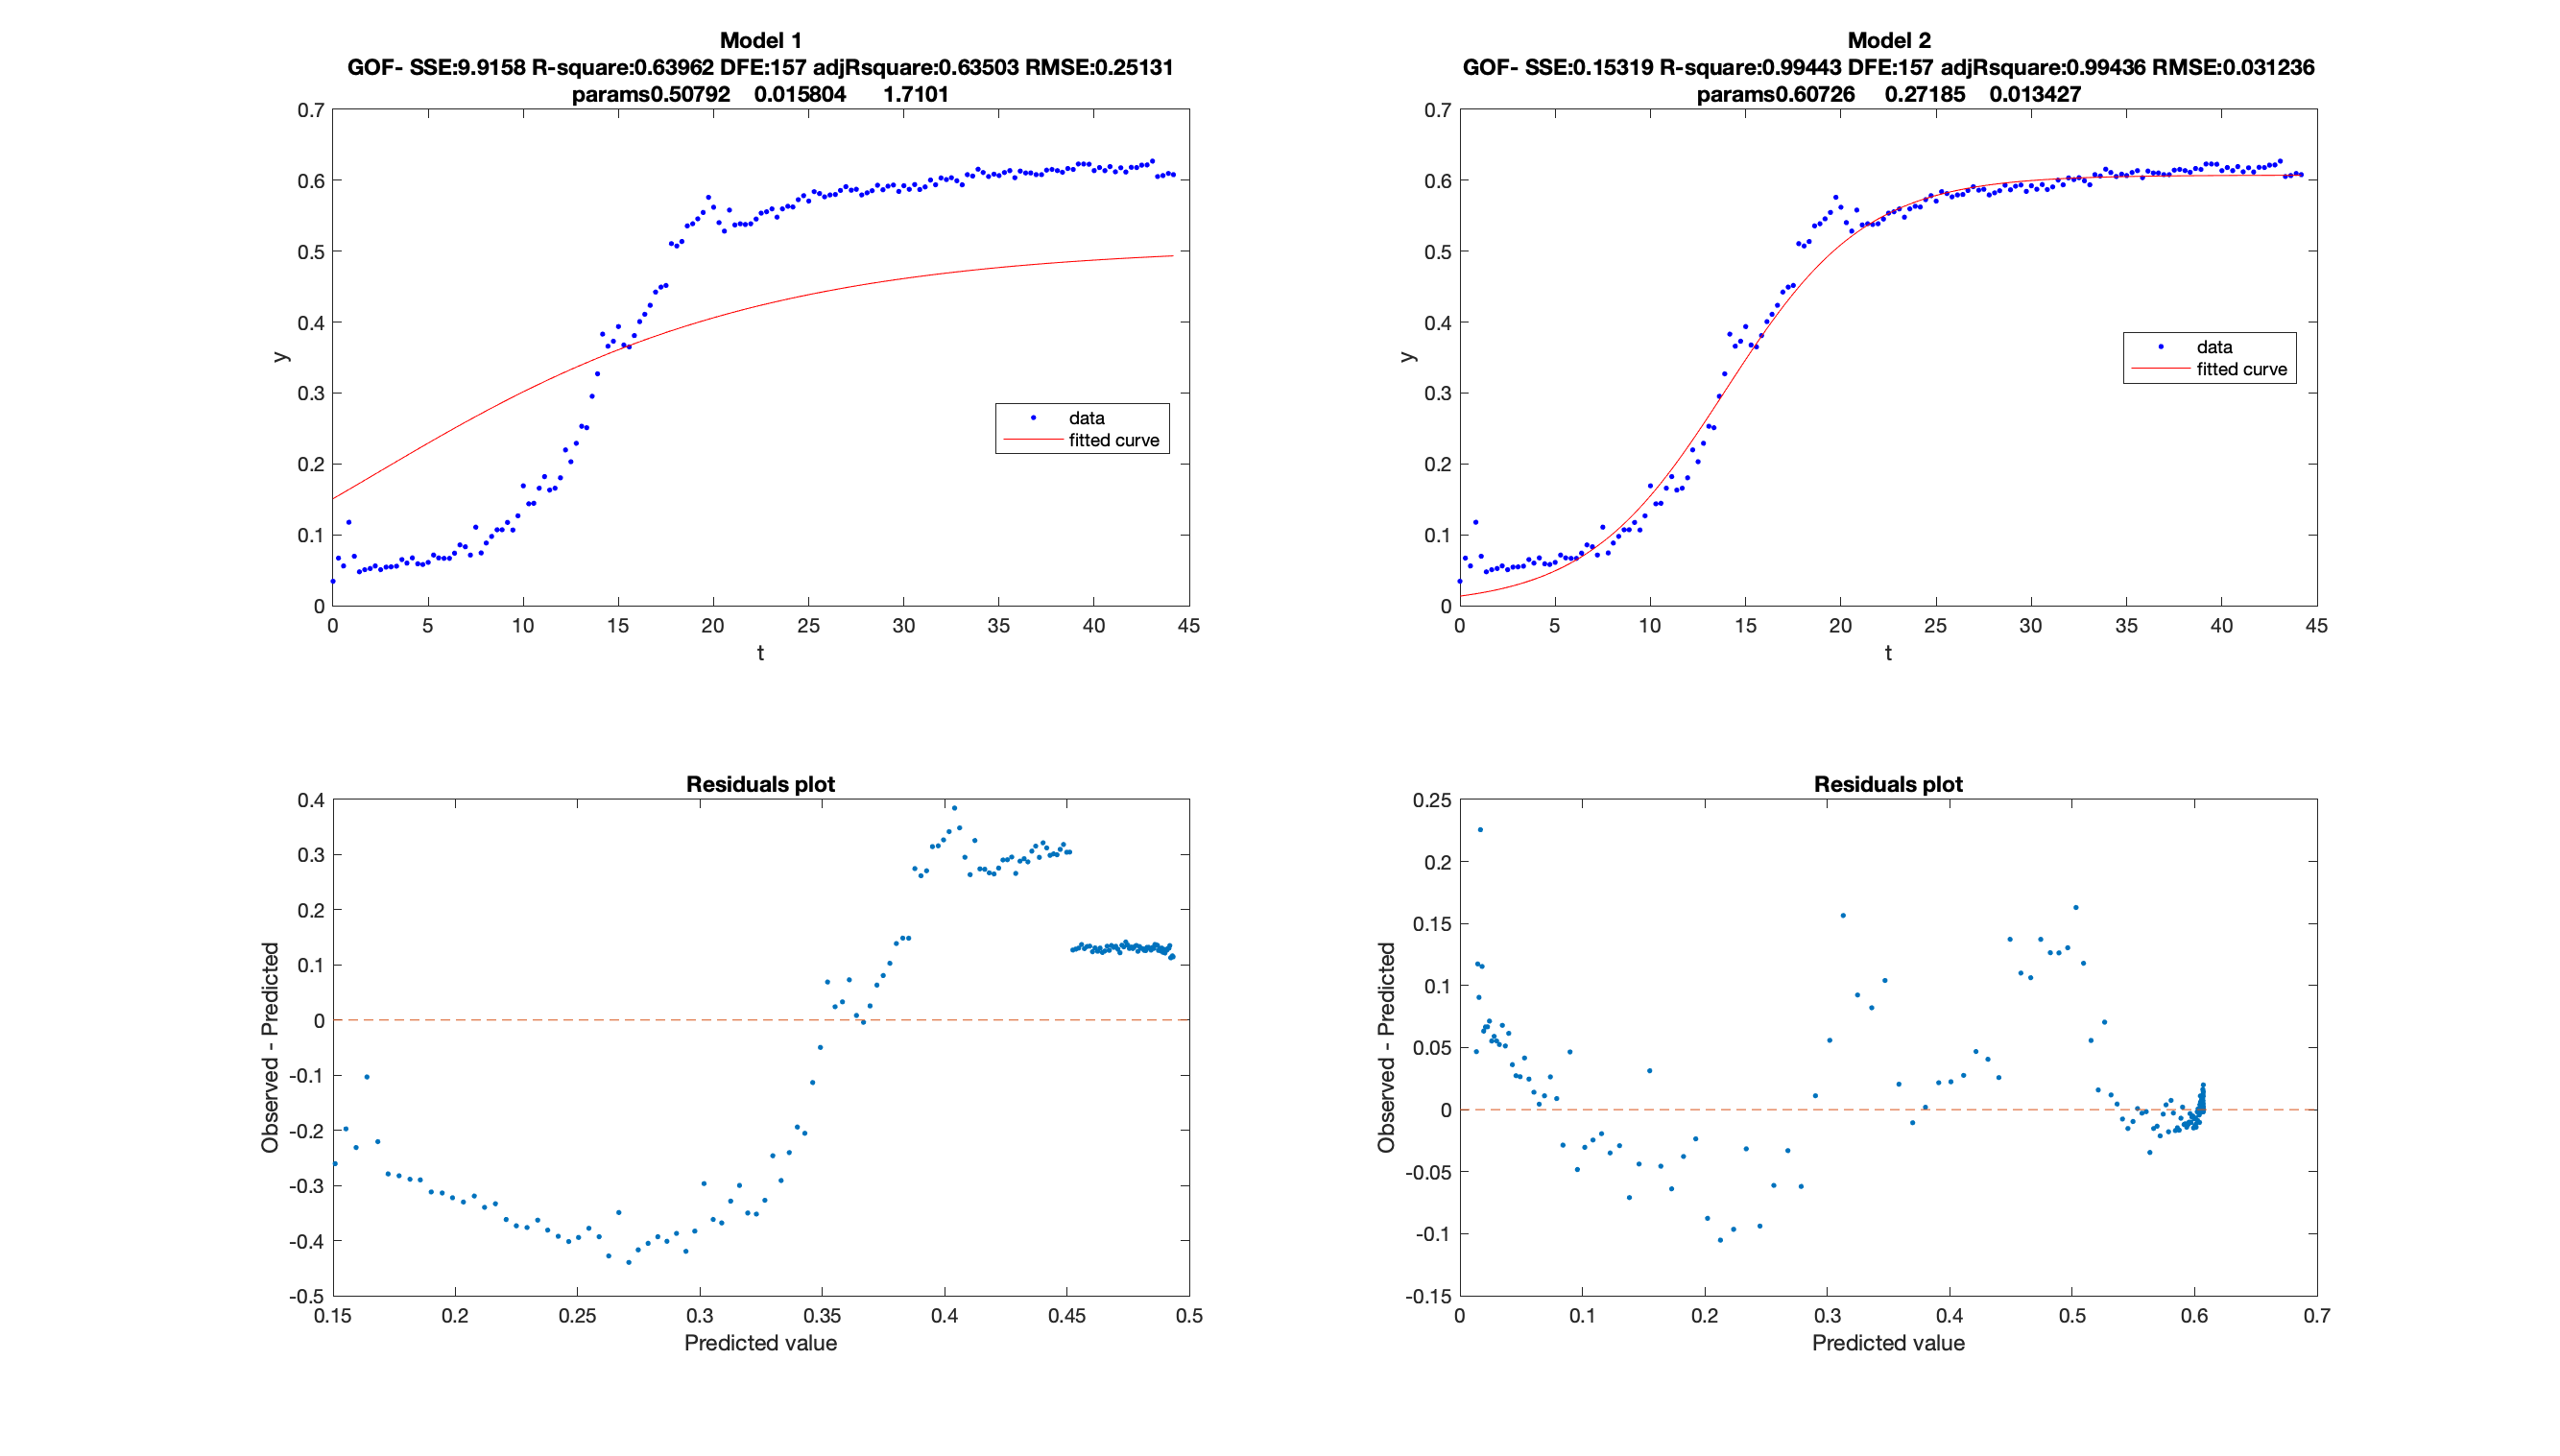 Model 1
GOF- SSE:9.9158 R-square:0.63962 DFE:157 adjRsquare:0.63503 RMSE:0.25131
params0.50792 0.015804 1.7101
0.7
0.6
0.5
0.4
0.3
0.2
0.1
0
y
data
fitted curve
0 5 10 15 20 25 30 35 40 45
t
Model 2
GOF- SSE:0.15319 R-square:0.99443 DFE:157 adjRsquare:0.99436 RMSE:0.031236
params0.60726 0.27185 0.013427
0.7
0.6
0.5
0.4
0.3
0.2
0.1
0
y
data
fitted curve
0 5 10 15 20 25 30 35 40 45
t
Residuals plot
0.4
0.3
0.2
0.1
0
-0.1
-0.2
-0.3
-0.4
-0.5
Observed - Predicted
0.15 0.2 0.25 0.3 0.35 0.4 0.45 0.5
Predicted value
Residuals plot
0.25
0.2
0.15
0.1
0.05
0
-0.05
-0.1
-0.15
Observed - Predicted
0 0.1 0.2 0.3 0.4 0.5 0.6 0.7
Predicted value